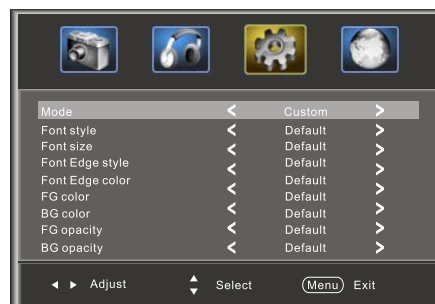 Mode < Custom >
Font style < Default >
Font size < Default >
Font Edge style < Default >
Font Edge color < Default >
FG color < Default >
BG color < Default >
FG opacity < Default >
BG opacity < Default >
◄ ► Adjust ▲▼ Select Menu Exit